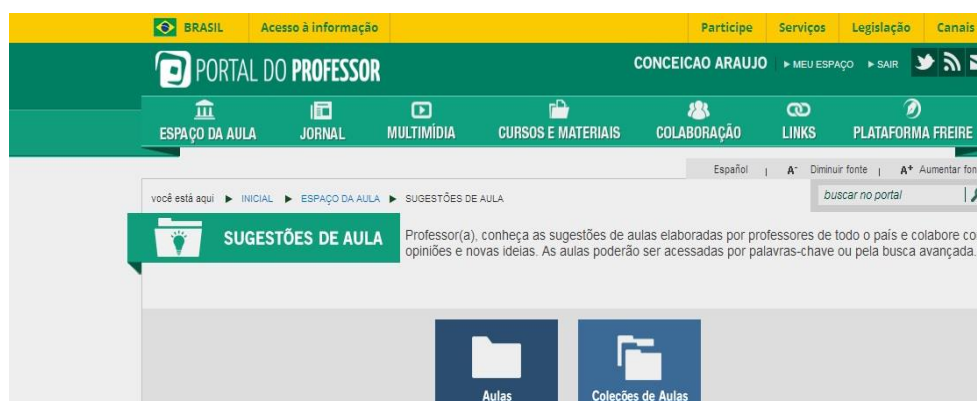 BRASIL Acesso à informação Participe Serviços Legislação Canais
PORTAL DO PROFESSOR CONCEICAO ARAUJO ▶ MEU ESPAÇO ▶ SAIR
ESPAÇO DA AULA JORNAL MULTIMÍDIA CURSOS E MATERIAIS COLABORAÇÃO LINKS PLATAFORMA FREIRE
Español | A- Diminuir fonte | A+ Aumentar fon
você está aqui ▶ INICIAL ▶ ESPAÇO DA AULA ▶ SUGESTÕES DE AULA buscar no portal
SUGESTÕES DE AULA
Professor(a), conheça as sugestões de aulas elaboradas por professores de todo o país e colabore co
opiniões e novas ideias. As aulas poderão ser acessadas por palavras-chave ou pela busca avançada.
Aulas Coleções de Aulas